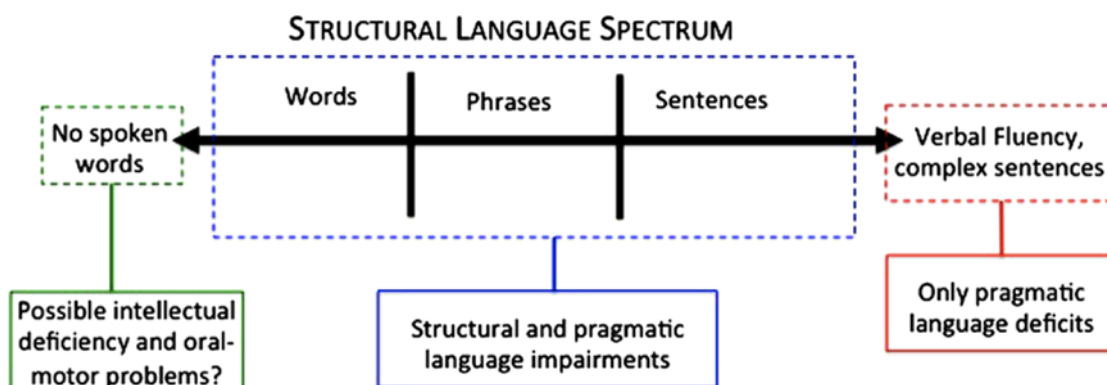 STRUCTURAL LANGUAGE SPECTRUM
Words
Phrases
Sentences
No spoken
words
Verbal Fluency,
complex sentences
Possible intellectual
deficiency and oral-
motor problems?
Structural and pragmatic
language impairments
Only pragmatic
language deficits